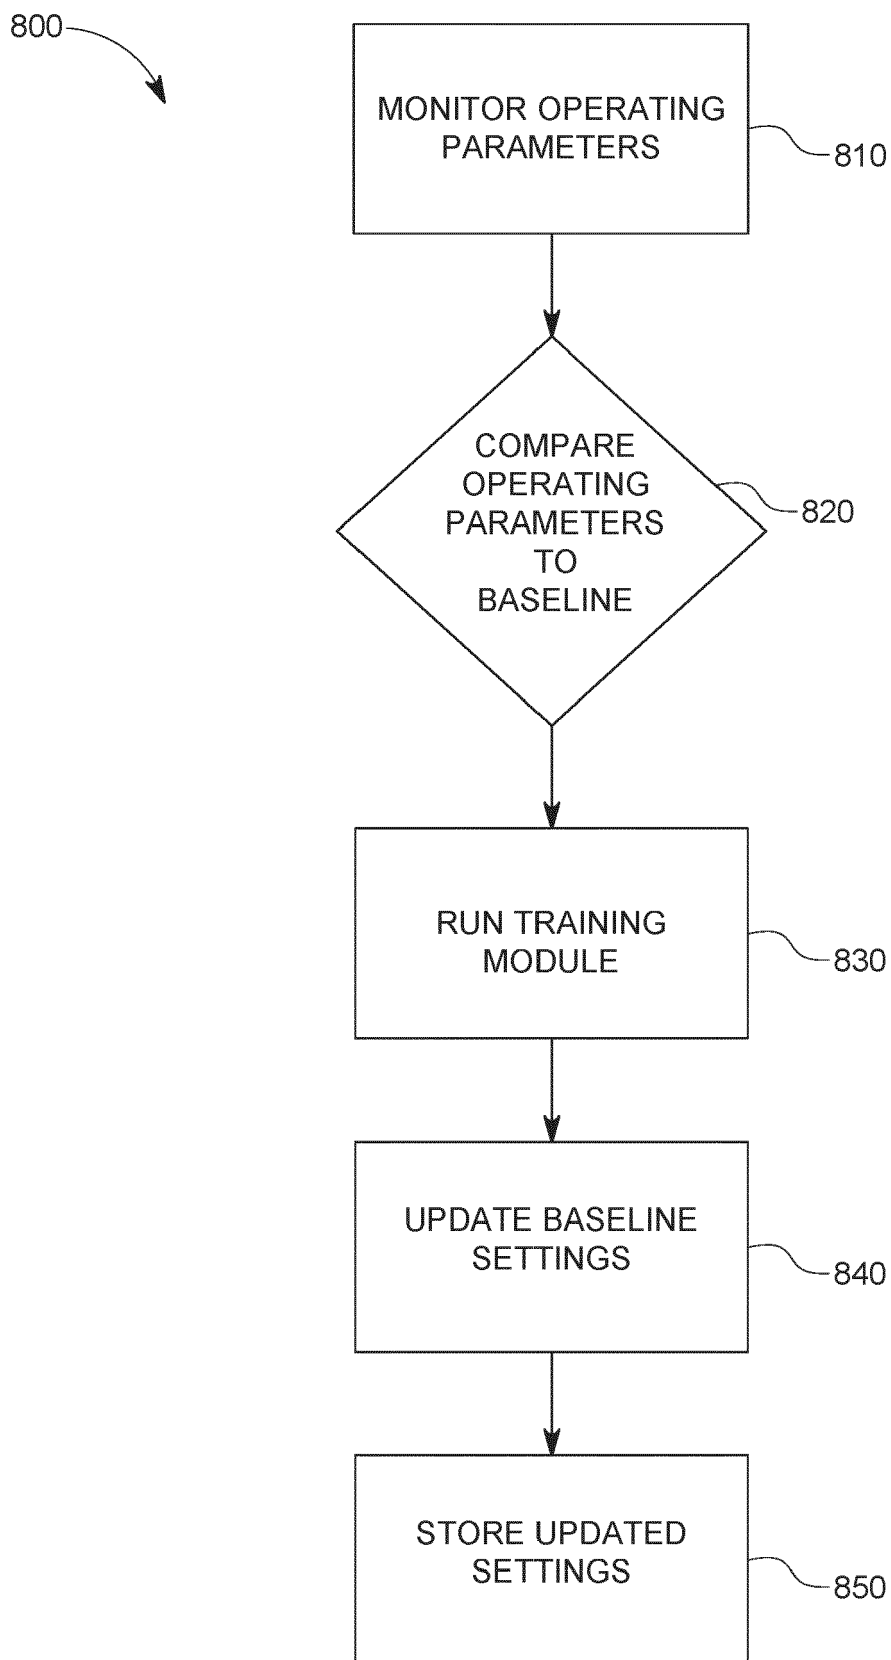 800
MONITOR OPERATING
PARAMETERS
810
COMPARE
OPERATING
PARAMETERS
TO
BASELINE
820
RUN TRAINING
MODULE
830
UPDATE BASELINE
SETTINGS
840
STORE UPDATED
SETTINGS
850